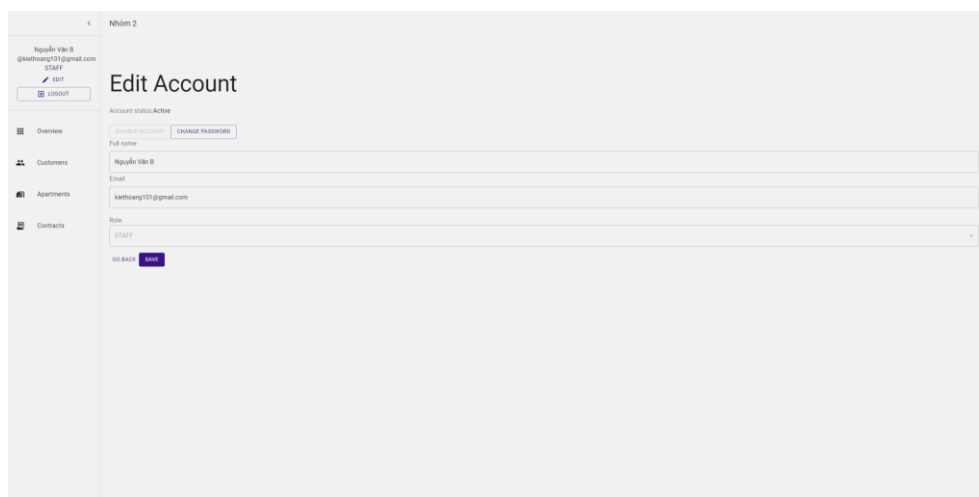 Nhóm 2
Nguyễn Văn B
@kiethoang101@gmail.com
STAFF
EDIT
LOGOUT
Overview
Customers
Apartments
Contracts
Edit Account
Account status:Active
DISABLE ACCOUNT CHANGE PASSWORD
Full name
Nguyễn Văn B
Email
kiethoang101@gmail.com
Role
STAFF
GO BACK SAVE